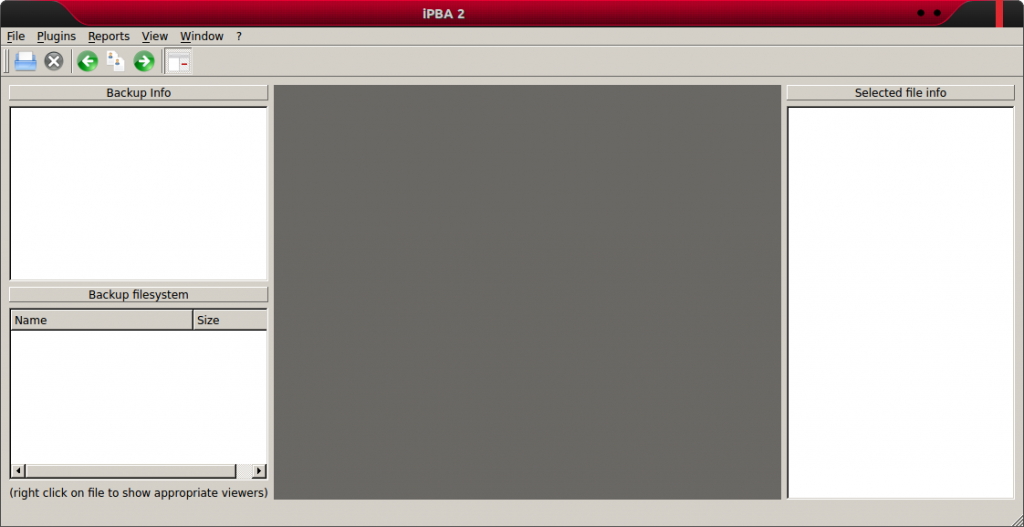 iPBA 2
File Plugins Reports View Window ?
Backup Info
Selected file info
Backup filesystem
Name Size
(right click on file to show appropriate viewers)